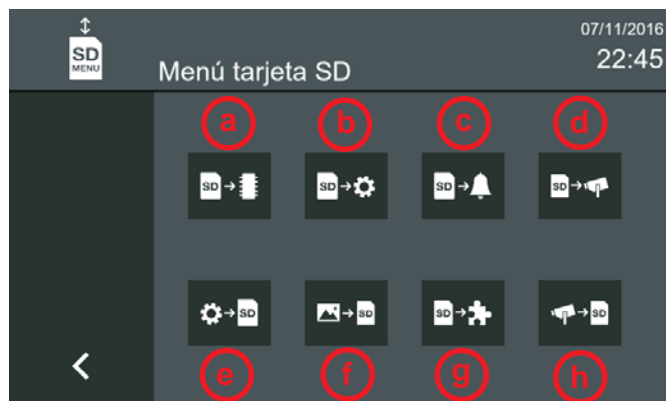 SD
MENU
Menú tarjeta SD
07/11/2016
22:45
a
b
c
d
SD
SD
SD
SD
SD
SD
SD
SD
e
f
g
h